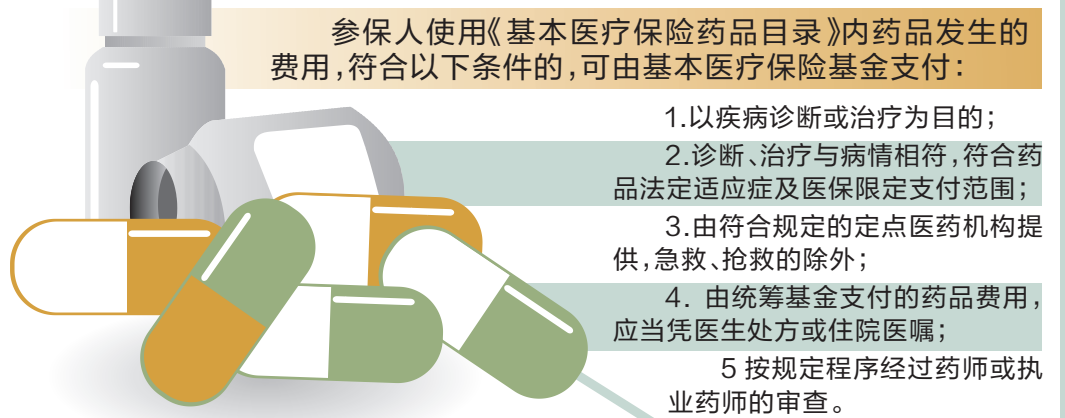 参保人使用《基本医疗保险药品目录》内药品发生的
费用,符合以下条件的,可由基本医疗保险基金支付:
1.以疾病诊断或治疗为目的;
2.诊断、治疗与病情相符,符合药
品法定适应症及医保限定支付范围;
3.由符合规定的定点医药机构提
供,急救、抢救的除外;
4. 由统筹基金支付的药品费用,
应当凭医生处方或住院医嘱;
5 按规定程序经过药师或执
业药师的审查。